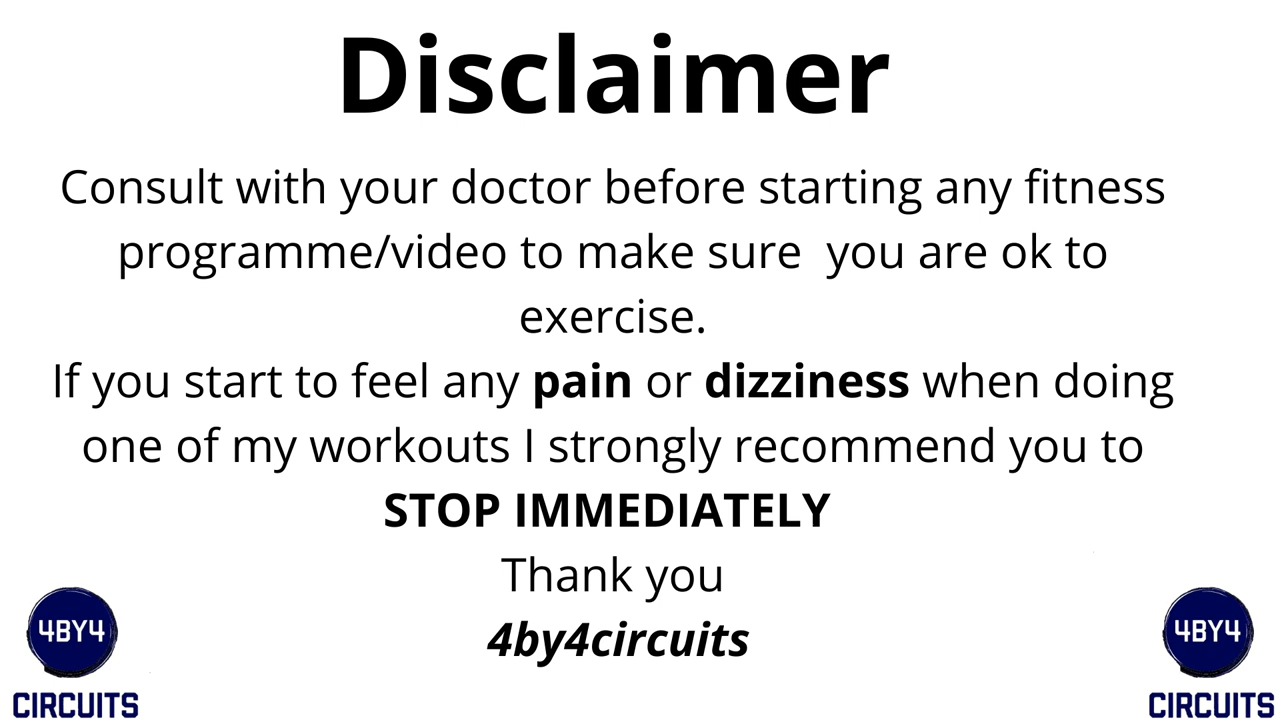 Disclaimer
Consult with your doctor before starting any fitness
programme/video to make sure  you are ok to
exercise.
If you start to feel any pain or dizziness when doing
one of my workouts I strongly recommend you to
STOP IMMEDIATELY
Thank you
4by4circuits
4BY4
CIRCUITS
4BY4
CIRCUITS